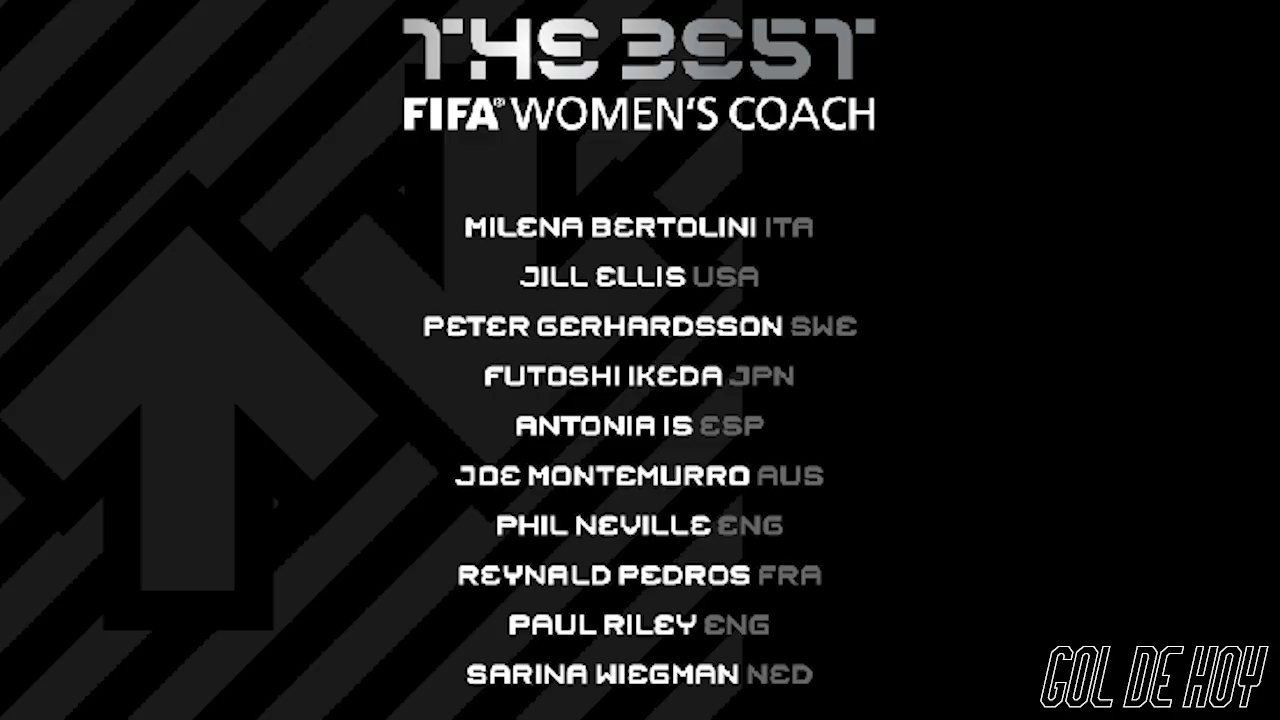 THE BEST
FIFA® WOMEN'S COACH
MILENA BERTOLINI ITA
JILL ELLIS USA
PETER GERHARDSSON SWE
FUTOSHI IKEDA JPN
ANTONIA IS ESP
JOE MONTEMURRO AUS
PHIL NEVILLE ENG
REYNALD PEDROS FRA
PAUL RILEY ENG
SARINA WIEGMAN NED
GOL DE HOY